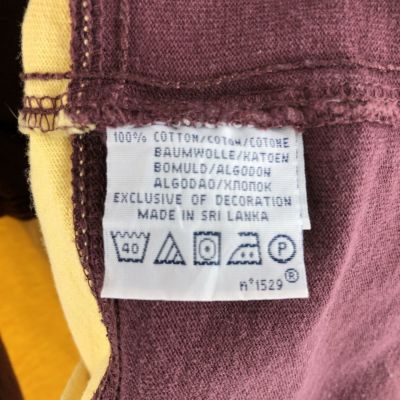 100% COTTON/COTON/COTONE
BAUMWOLLE/KATOEN
BOMULD/ALGODON
ALGODAO/ХЛОПОК
EXCLUSIVE OF DECORATION
MADE IN SRI LANKA
40 P
n°1529 ®